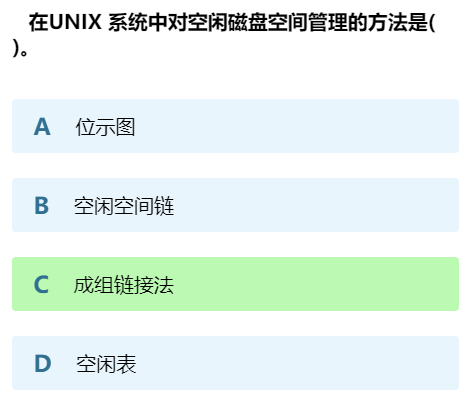 在UNIX 系统中对空闲磁盘空间管理的方法是(
)。
A 位示图
B 空闲空间链
C 成组链接法
D 空闲表